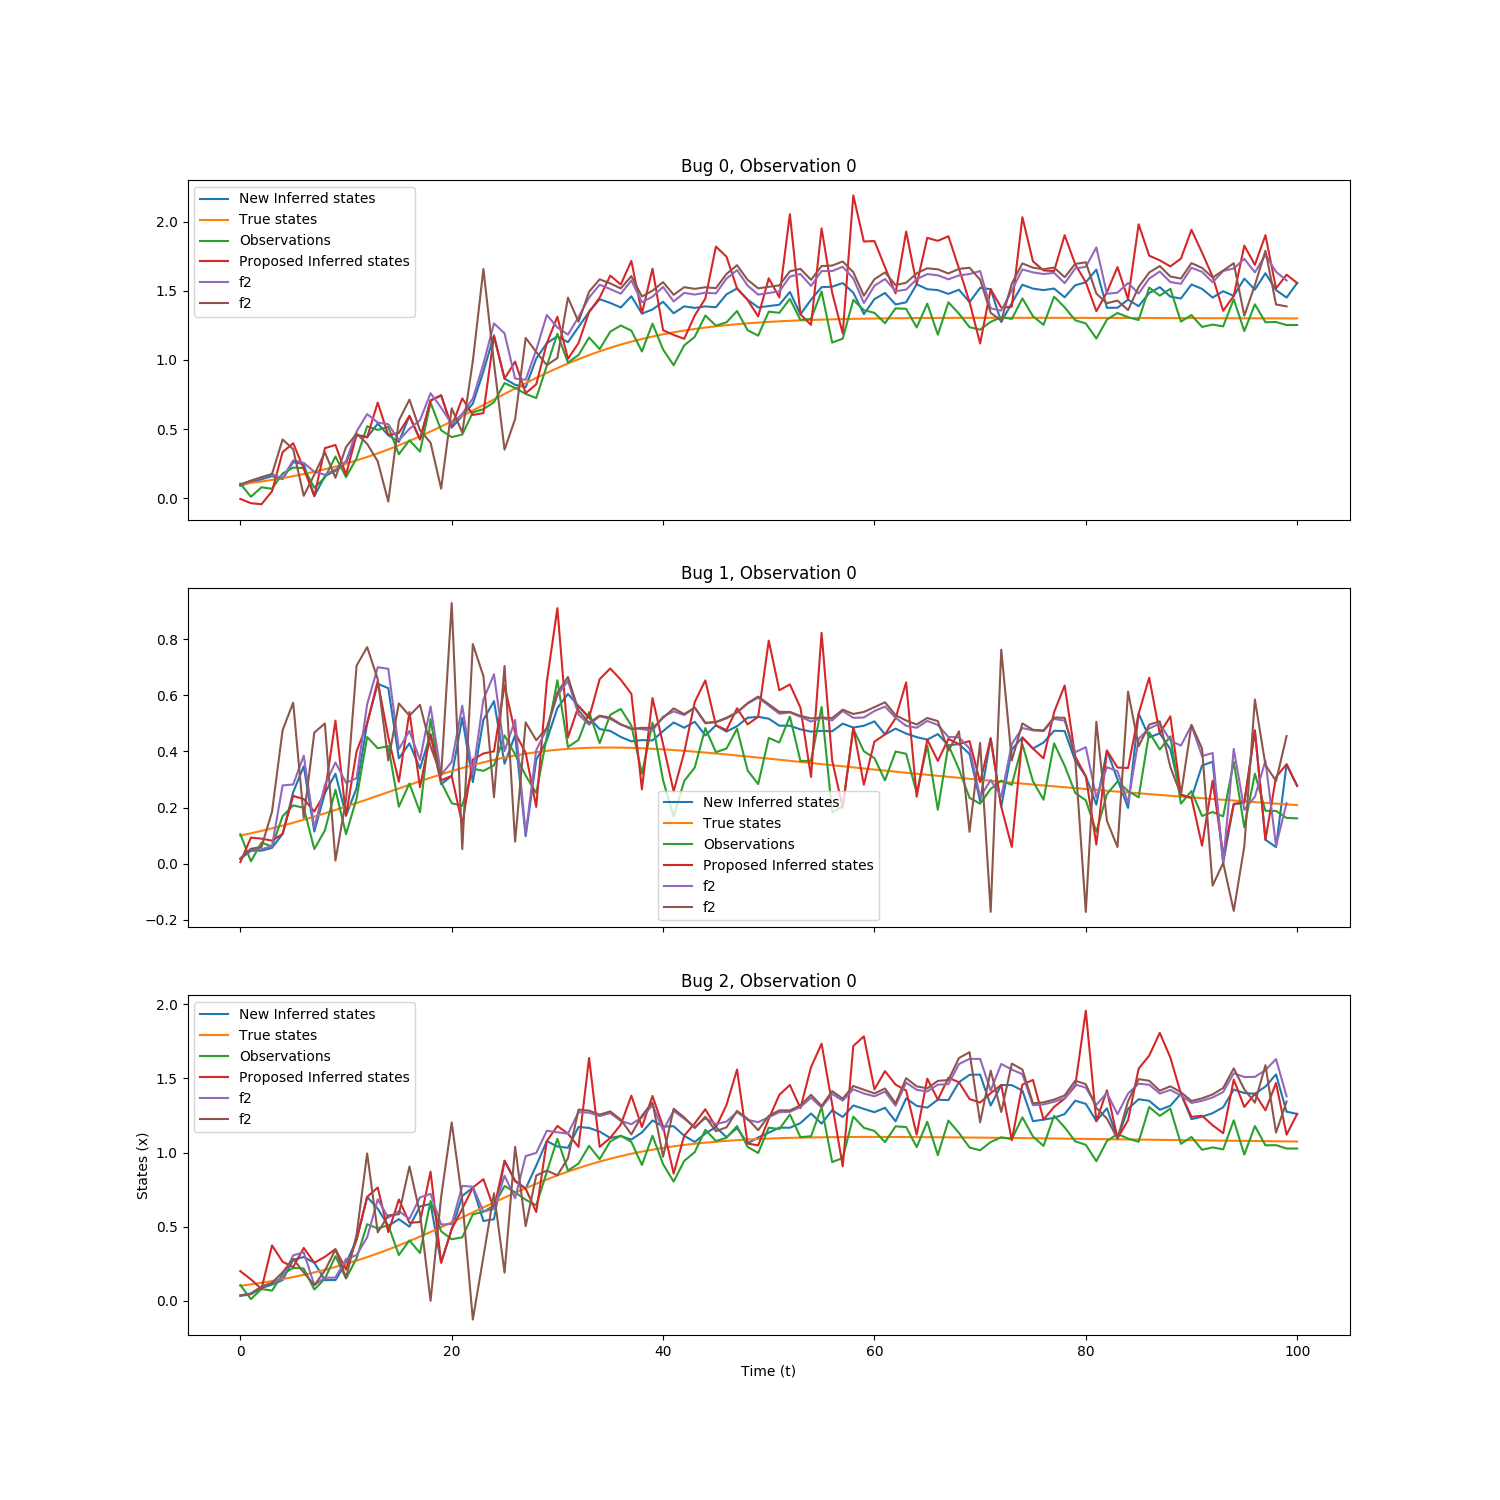 Bug 0, Observation 0
New Inferred states
True states
Observations
Proposed Inferred states
f2
f2
2.0
1.5
1.0
0.5
0.0
Bug 1, Observation 0
0.8
0.6
0.4
0.2
0.0
−0.2
New Inferred states
True states
Observations
Proposed Inferred states
f2
f2
Bug 2, Observation 0
New Inferred states
True states
Observations
Proposed Inferred states
f2
f2
2.0
1.5
1.0
0.5
0.0
States (x)
0 20 40 60 80 100
Time (t)